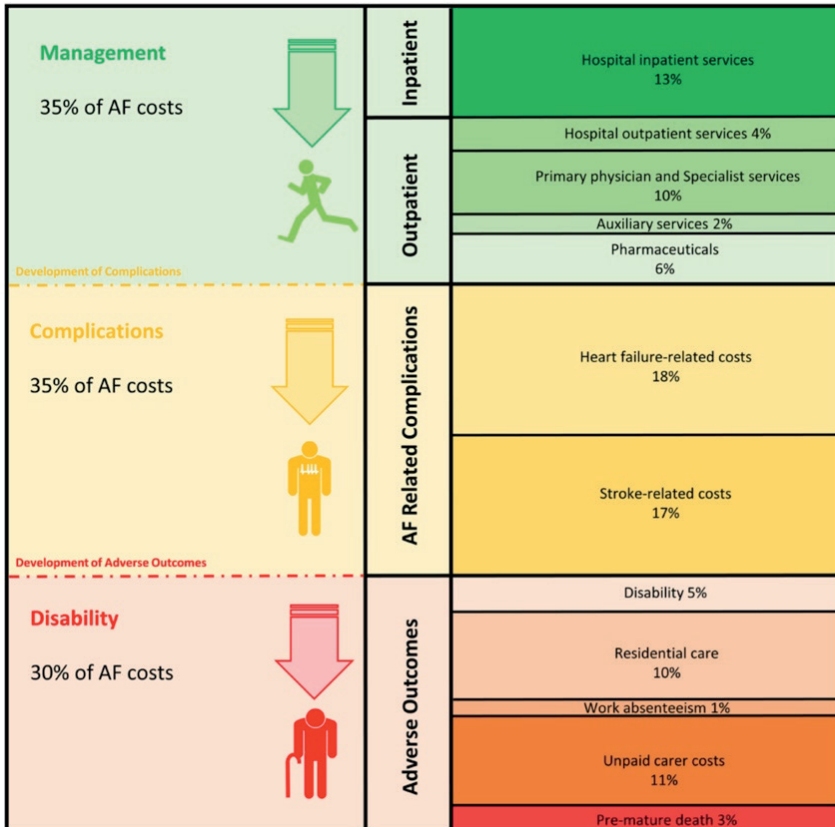 Management
35% of AF costs
Inpatient
Hospital inpatient services
13%
Outpatient
Hospital outpatient services 4%
Primary physician and Specialist services
10%
Auxiliary services 2%
Pharmaceuticals
6%
Development of Complications
Complications
35% of AF costs
AF Related Complications
Heart failure-related costs
18%
Stroke-related costs
17%
Development of Adverse Outcomes
Disability
30% of AF costs
Adverse Outcomes
Disability 5%
Residential care
10%
Work absenteeism 1%
Unpaid carer costs
11%
Pre-mature death 3%